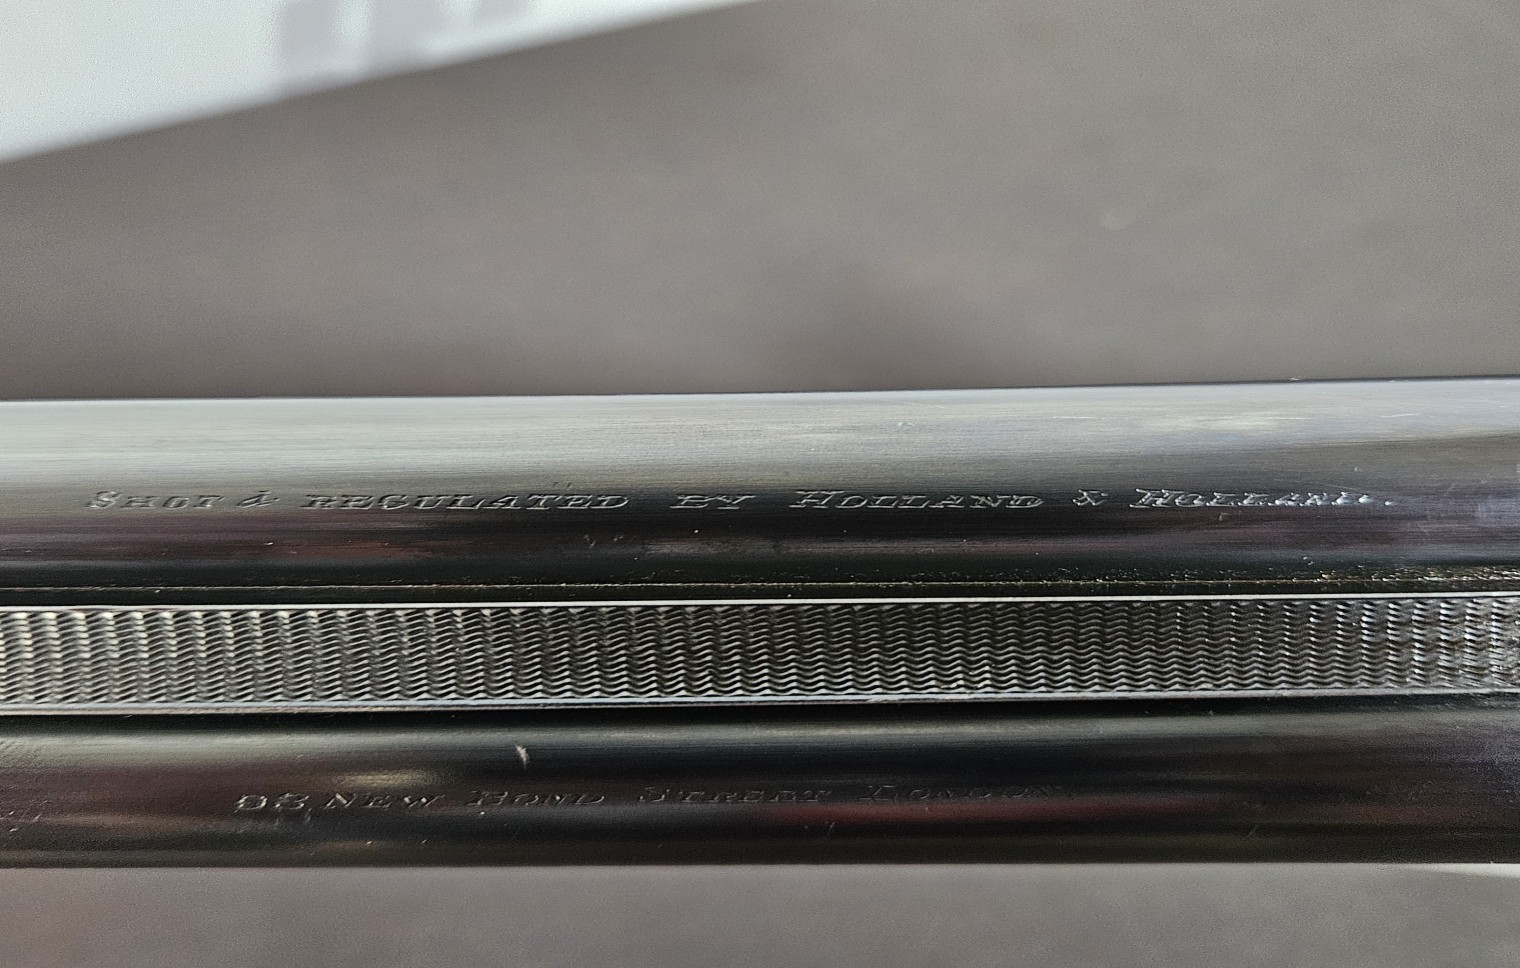 SHOT & REGULATED BY HOLLAND & HOLLAND.
98 NEW BOND STREET LONDON